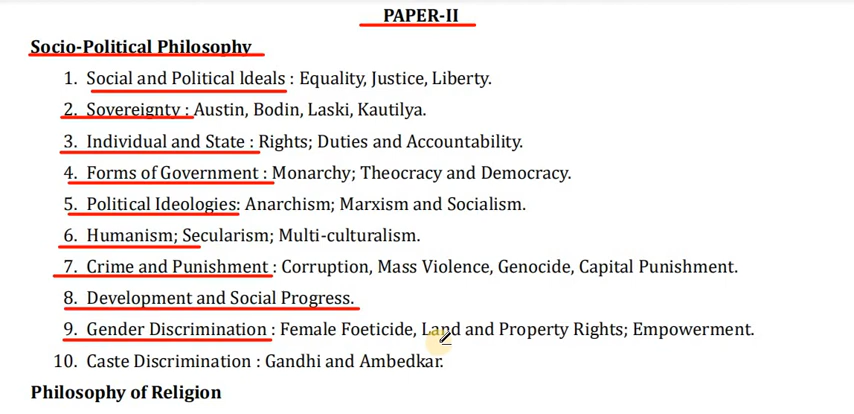 PAPER-II
Socio-Political Philosophy
1. Social and Political Ideals : Equality, Justice, Liberty.
2. Sovereignty : Austin, Bodin, Laski, Kautilya.
3. Individual and State : Rights; Duties and Accountability.
4. Forms of Government : Monarchy; Theocracy and Democracy.
5. Political Ideologies: Anarchism; Marxism and Socialism.
6. Humanism; Secularism; Multi-culturalism.
7. Crime and Punishment : Corruption, Mass Violence, Genocide, Capital Punishment.
8. Development and Social Progress.
9. Gender Discrimination : Female Foeticide, Land and Property Rights; Empowerment.
10. Caste Discrimination : Gandhi and Ambedkar.
Philosophy of Religion